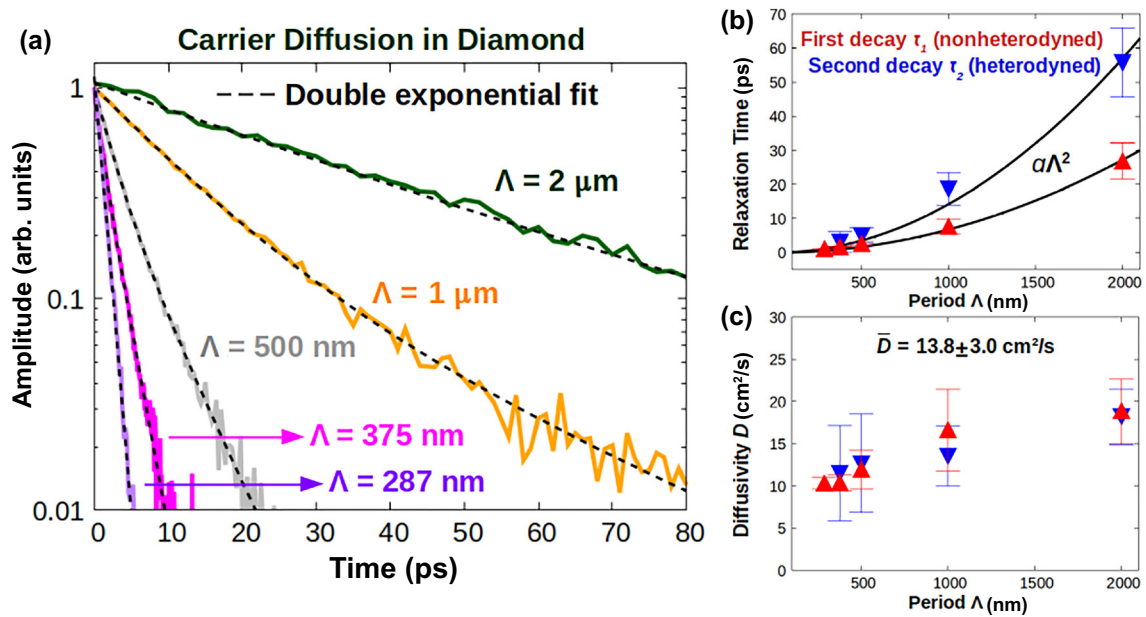 (a)
Carrier Diffusion in Diamond
Double exponential fit
Λ = 2 μm
Λ = 1 μm
Λ = 500 nm
Λ = 375 nm
Λ = 287 nm
Amplitude (arb. units)
1
0.1
0.01
0 10 20 30 40 50 60 70 80
Time (ps)
(b)
First decay τ1 (nonheterodyned)
Second decay τ2 (heterodyned)
aΛ²
Relaxation Time (ps)
70
60
50
40
30
20
10
0
500 1000 1500 2000
Period Λ (nm)
(c)
D̅ = 13.8±3.0 cm²/s
Diffusivity D (cm²/s)
30
25
20
15
10
5
0
500 1000 1500 2000
Period Λ (nm)